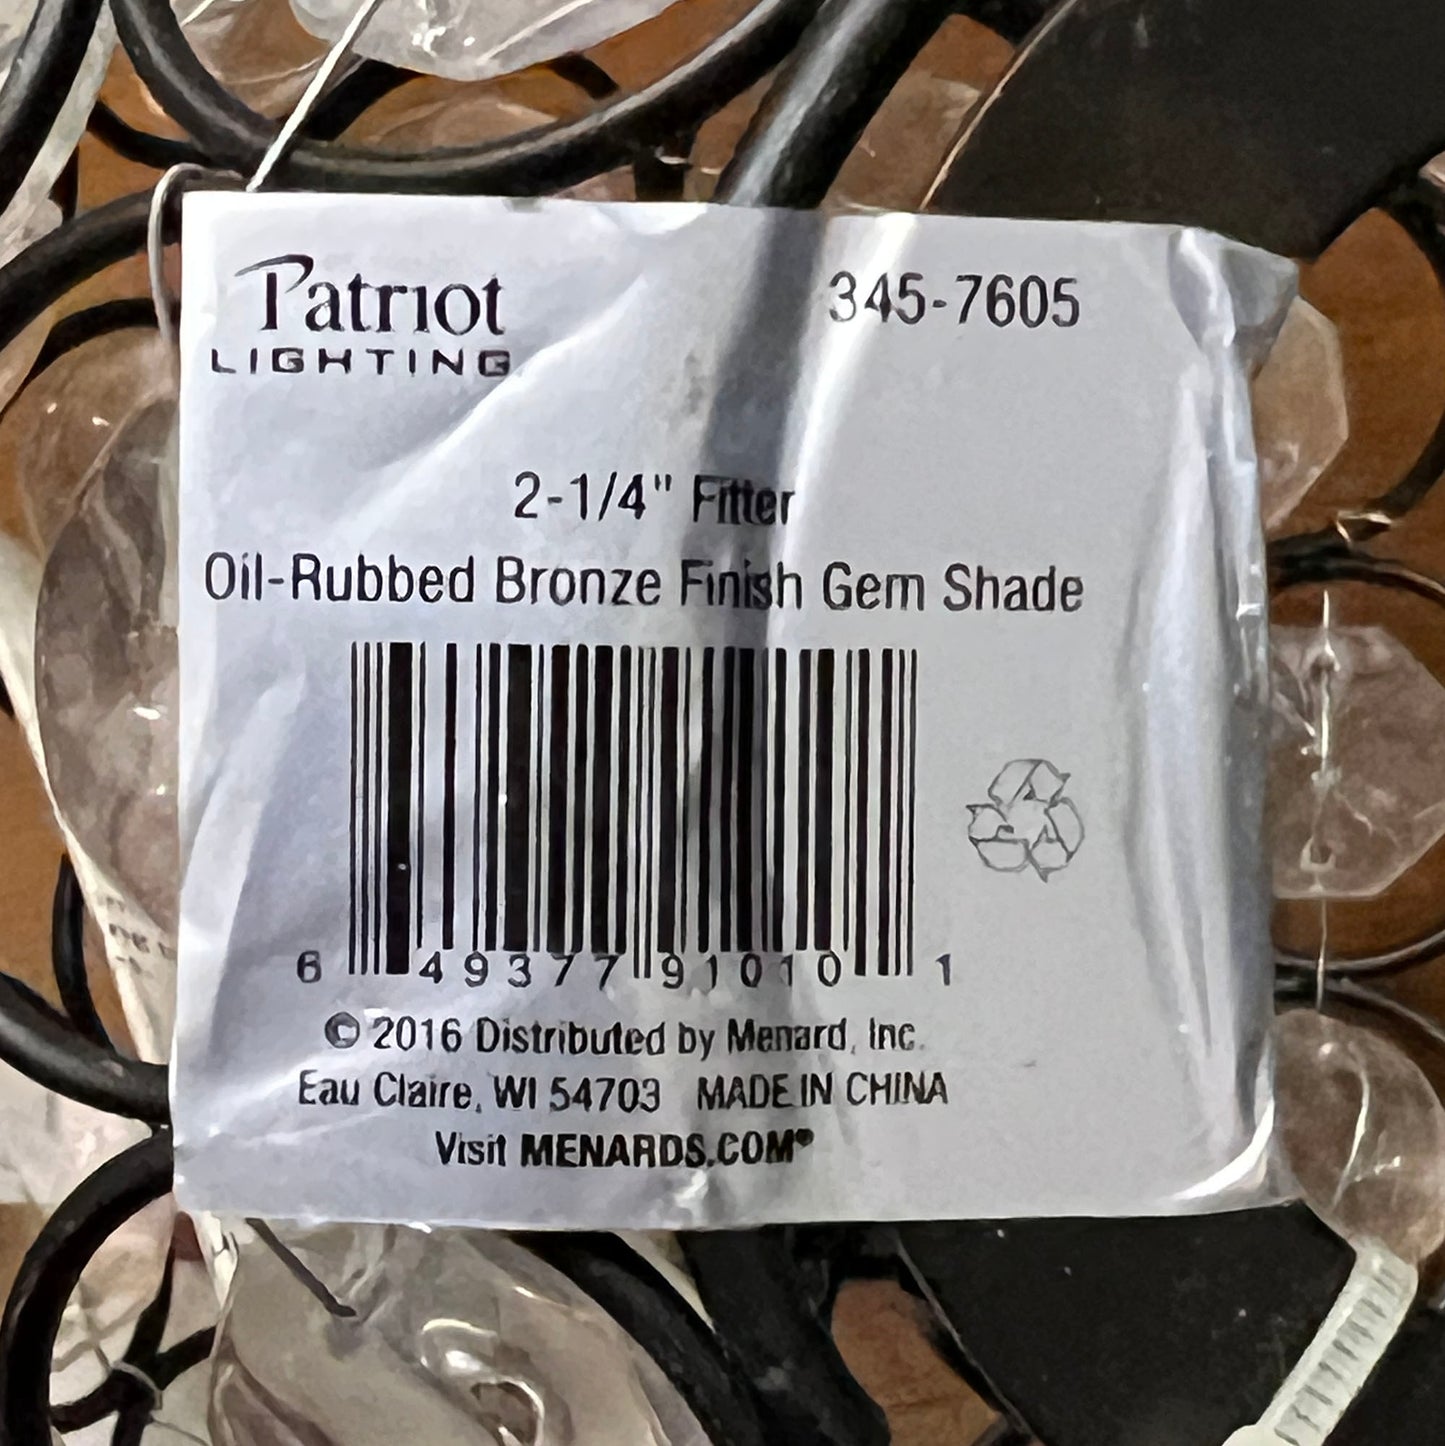 Patriot
LIGHTING
345-7605
2-1/4" Fitter
Oil-Rubbed Bronze Finish Gem Shade
6 49377 91010 1
© 2016 Distributed by Menard, Inc.
Eau Claire, WI 54703 MADE IN CHINA
Visit MENARDS.COM®